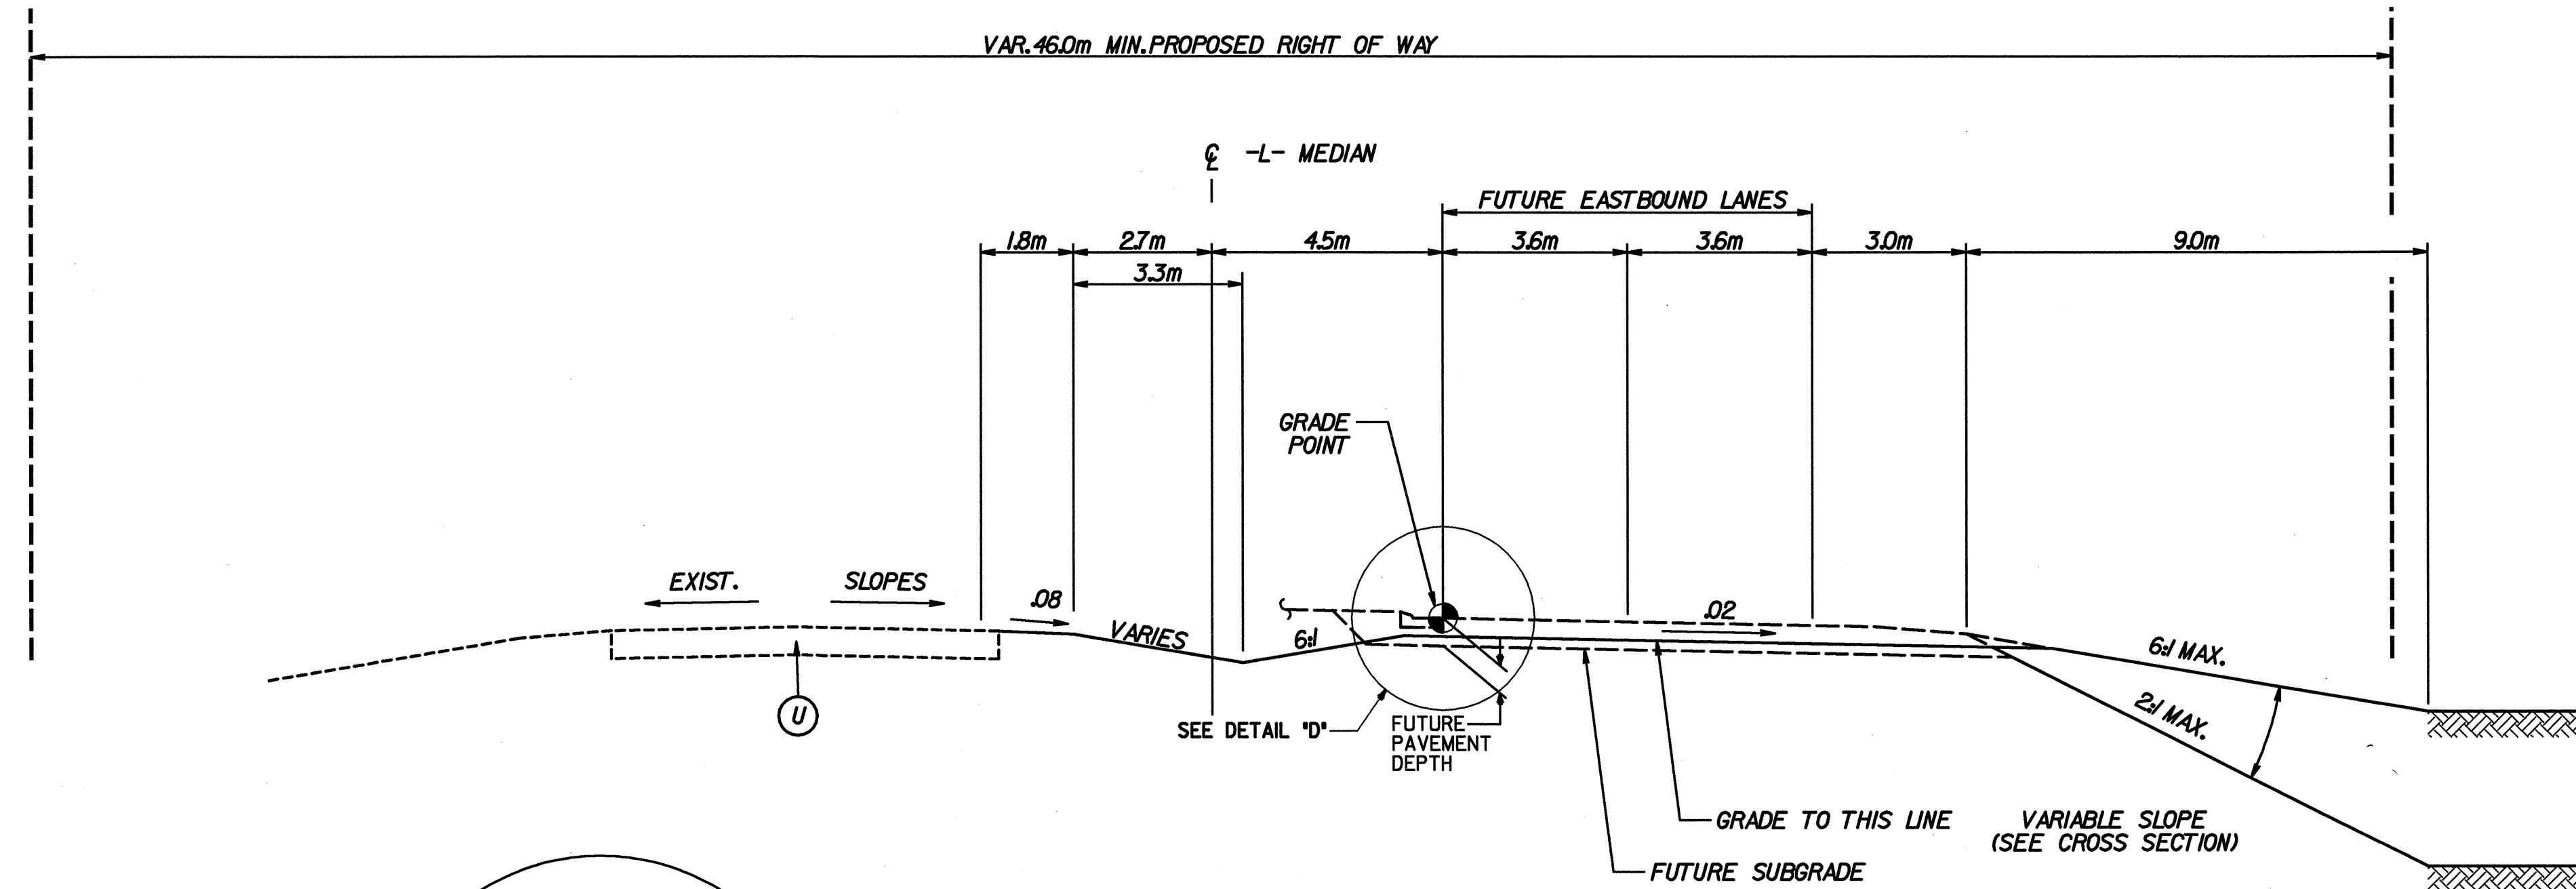 VAR. 46.0m MIN. PROPOSED RIGHT OF WAY
℄ -L- MEDIAN
FUTURE EASTBOUND LANES
1.8m 2.7m 4.5m 3.6m 3.6m 3.0m 9.0m
3.3m
GRADE
POINT
EXIST. SLOPES
.08
.02
VARIES
6:1
6:1 MAX.
2:1 MAX.
U
SEE DETAIL "D"
FUTURE
PAVEMENT
DEPTH
GRADE TO THIS LINE
VARIABLE SLOPE
(SEE CROSS SECTION)
FUTURE SUBGRADE